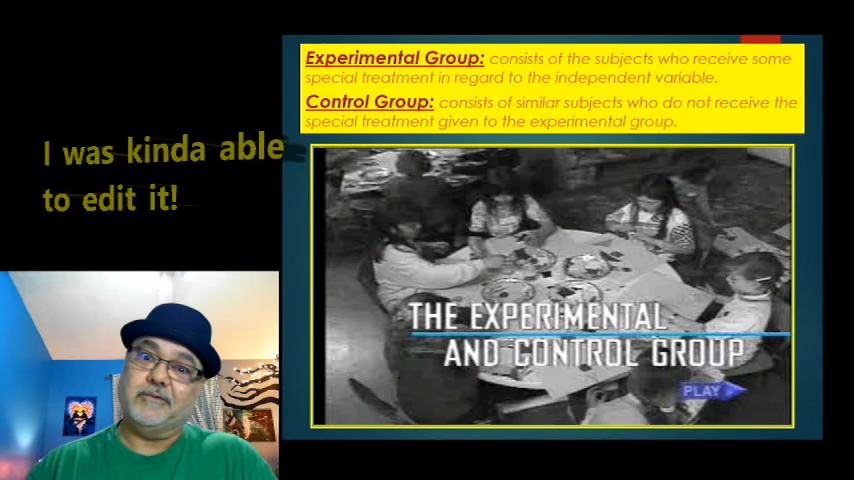 Experimental Group: consists of the subjects who receive some
special treatment in regard to the independent variable.
Control Group: consists of similar subjects who do not receive the
special treatment given to the experimental group.
I was kinda able
to edit it!
THE EXPERIMENTAL
AND CONTROL GROUP
PLAY